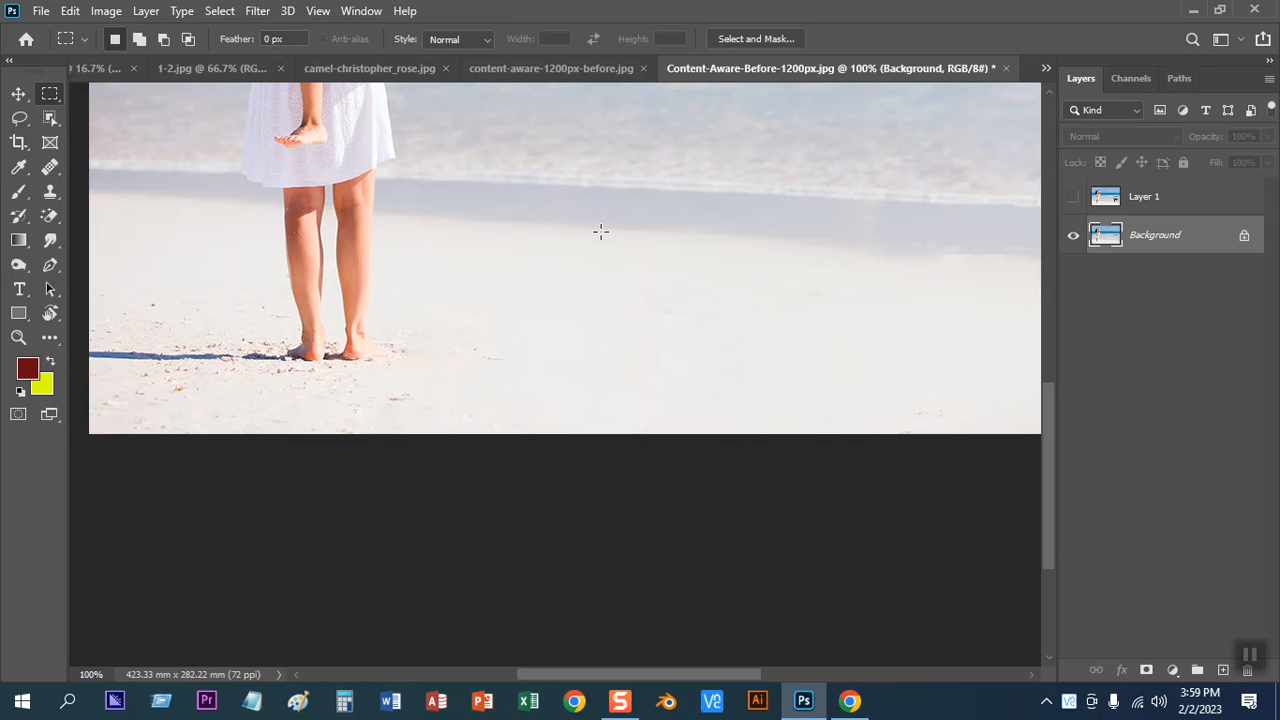 Ps File Edit Image Layer Type Select Filter 3D View Window Help
Feather: 0 px Anti-alias Style: Normal Width: Height: Select and Mask...
@ 16.7% (... 1-2.jpg @ 66.7% (RG... camel-christopher_rose.jpg content-aware-1200px-before.jpg Content-Aware-Before-1200px.jpg @ 100% (Background, RGB/8#) *
Layers Channels Paths
Kind
Normal Opacity: 100%
Lock: Fill: 100%
Layer 1
Background
100% 423.33 mm x 282.22 mm (72 ppi)
Pr W A P X S Ai Ps
3:59 PM
2/2/2023